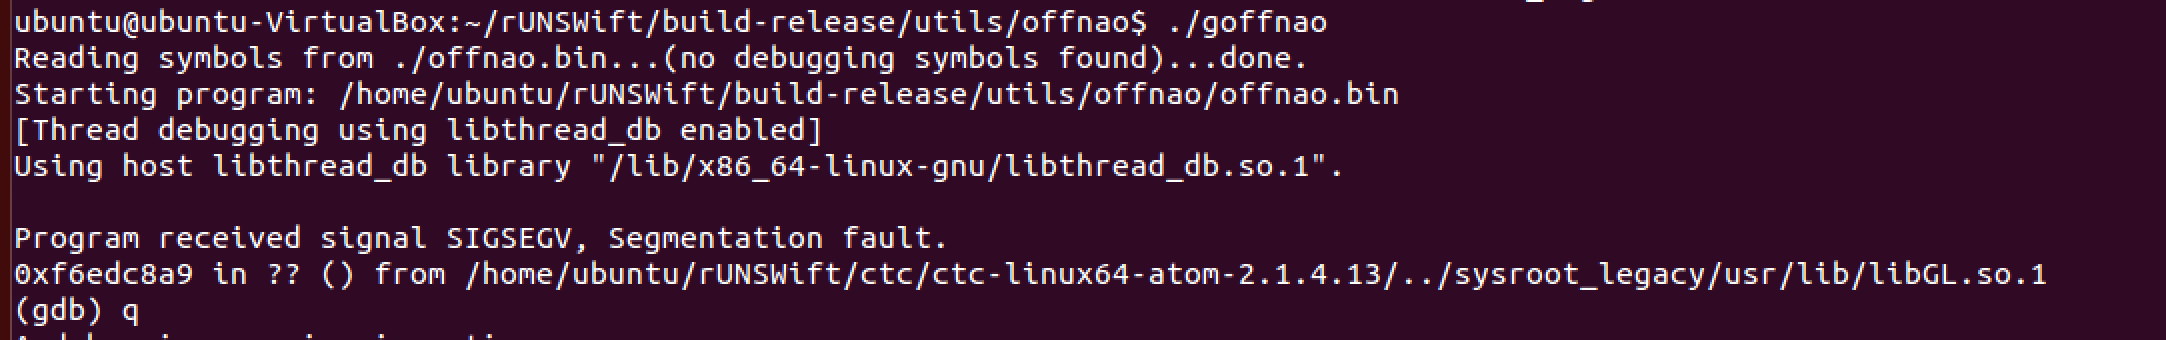 ubuntu@ubuntu-VirtualBox:~/rUNSWift/build-release/utils/offnao$ ./goffnao
Reading symbols from ./offnao.bin...(no debugging symbols found)...done.
Starting program: /home/ubuntu/rUNSWift/build-release/utils/offnao/offnao.bin
[Thread debugging using libthread_db enabled]
Using host libthread_db library "/lib/x86_64-linux-gnu/libthread_db.so.1".
Program received signal SIGSEGV, Segmentation fault.
0xf6edc8a9 in ?? () from /home/ubuntu/rUNSWift/ctc/ctc-linux64-atom-2.1.4.13/../sysroot_legacy/usr/lib/libGL.so.1
(gdb) q